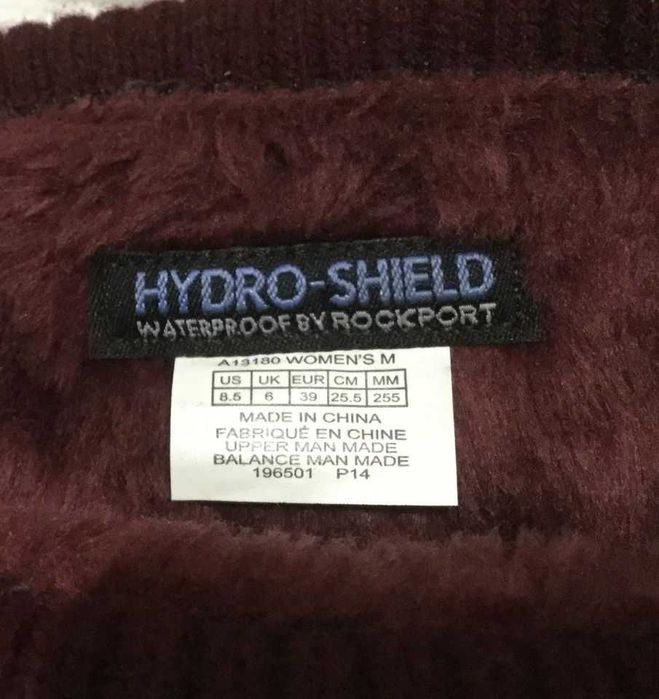 HYDRO-SHIELD
WATERPROOF BY ROCKPORT
A13180 WOMEN'S M
US UK EUR CM MM
8.5 6 39 25.5 255
MADE IN CHINA
FABRIQUÉ EN CHINE
UPPER MAN MADE
BALANCE MAN MADE
196501 P14